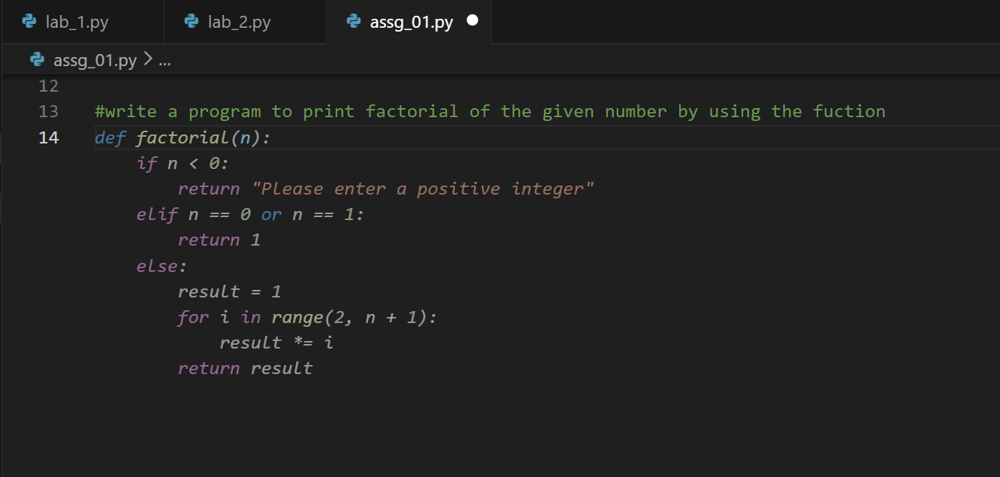 lab_1.py lab_2.py assg_01.py
assg_01.py > ...
12
13 #write a program to print factorial of the given number by using the fuction
14 def factorial(n):
if n < 0:
return "Please enter a positive integer"
elif n == 0 or n == 1:
return 1
else:
result = 1
for i in range(2, n + 1):
result *= i
return result